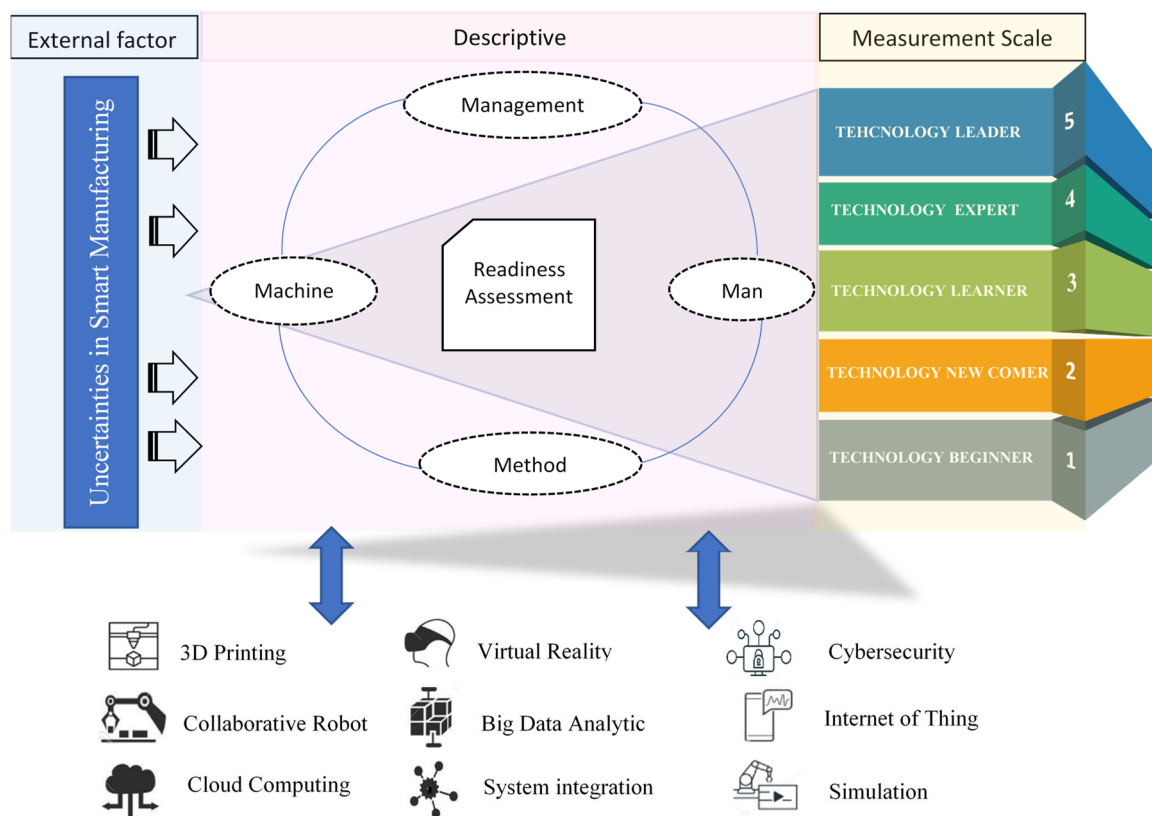 External factor
Descriptive
Measurement Scale
Uncertainties in Smart Manufacturing
Management
Machine
Readiness
Assessment
Man
Method
TEHCNOLOGY LEADER 5
TECHNOLOGY EXPERT 4
TECHNOLOGY LEARNER 3
TECHNOLOGY NEW COMER 2
TECHNOLOGY BEGINNER 1
3D Printing
Virtual Reality
Cybersecurity
Collaborative Robot
Big Data Analytic
Internet of Thing
Cloud Computing
System integration
Simulation